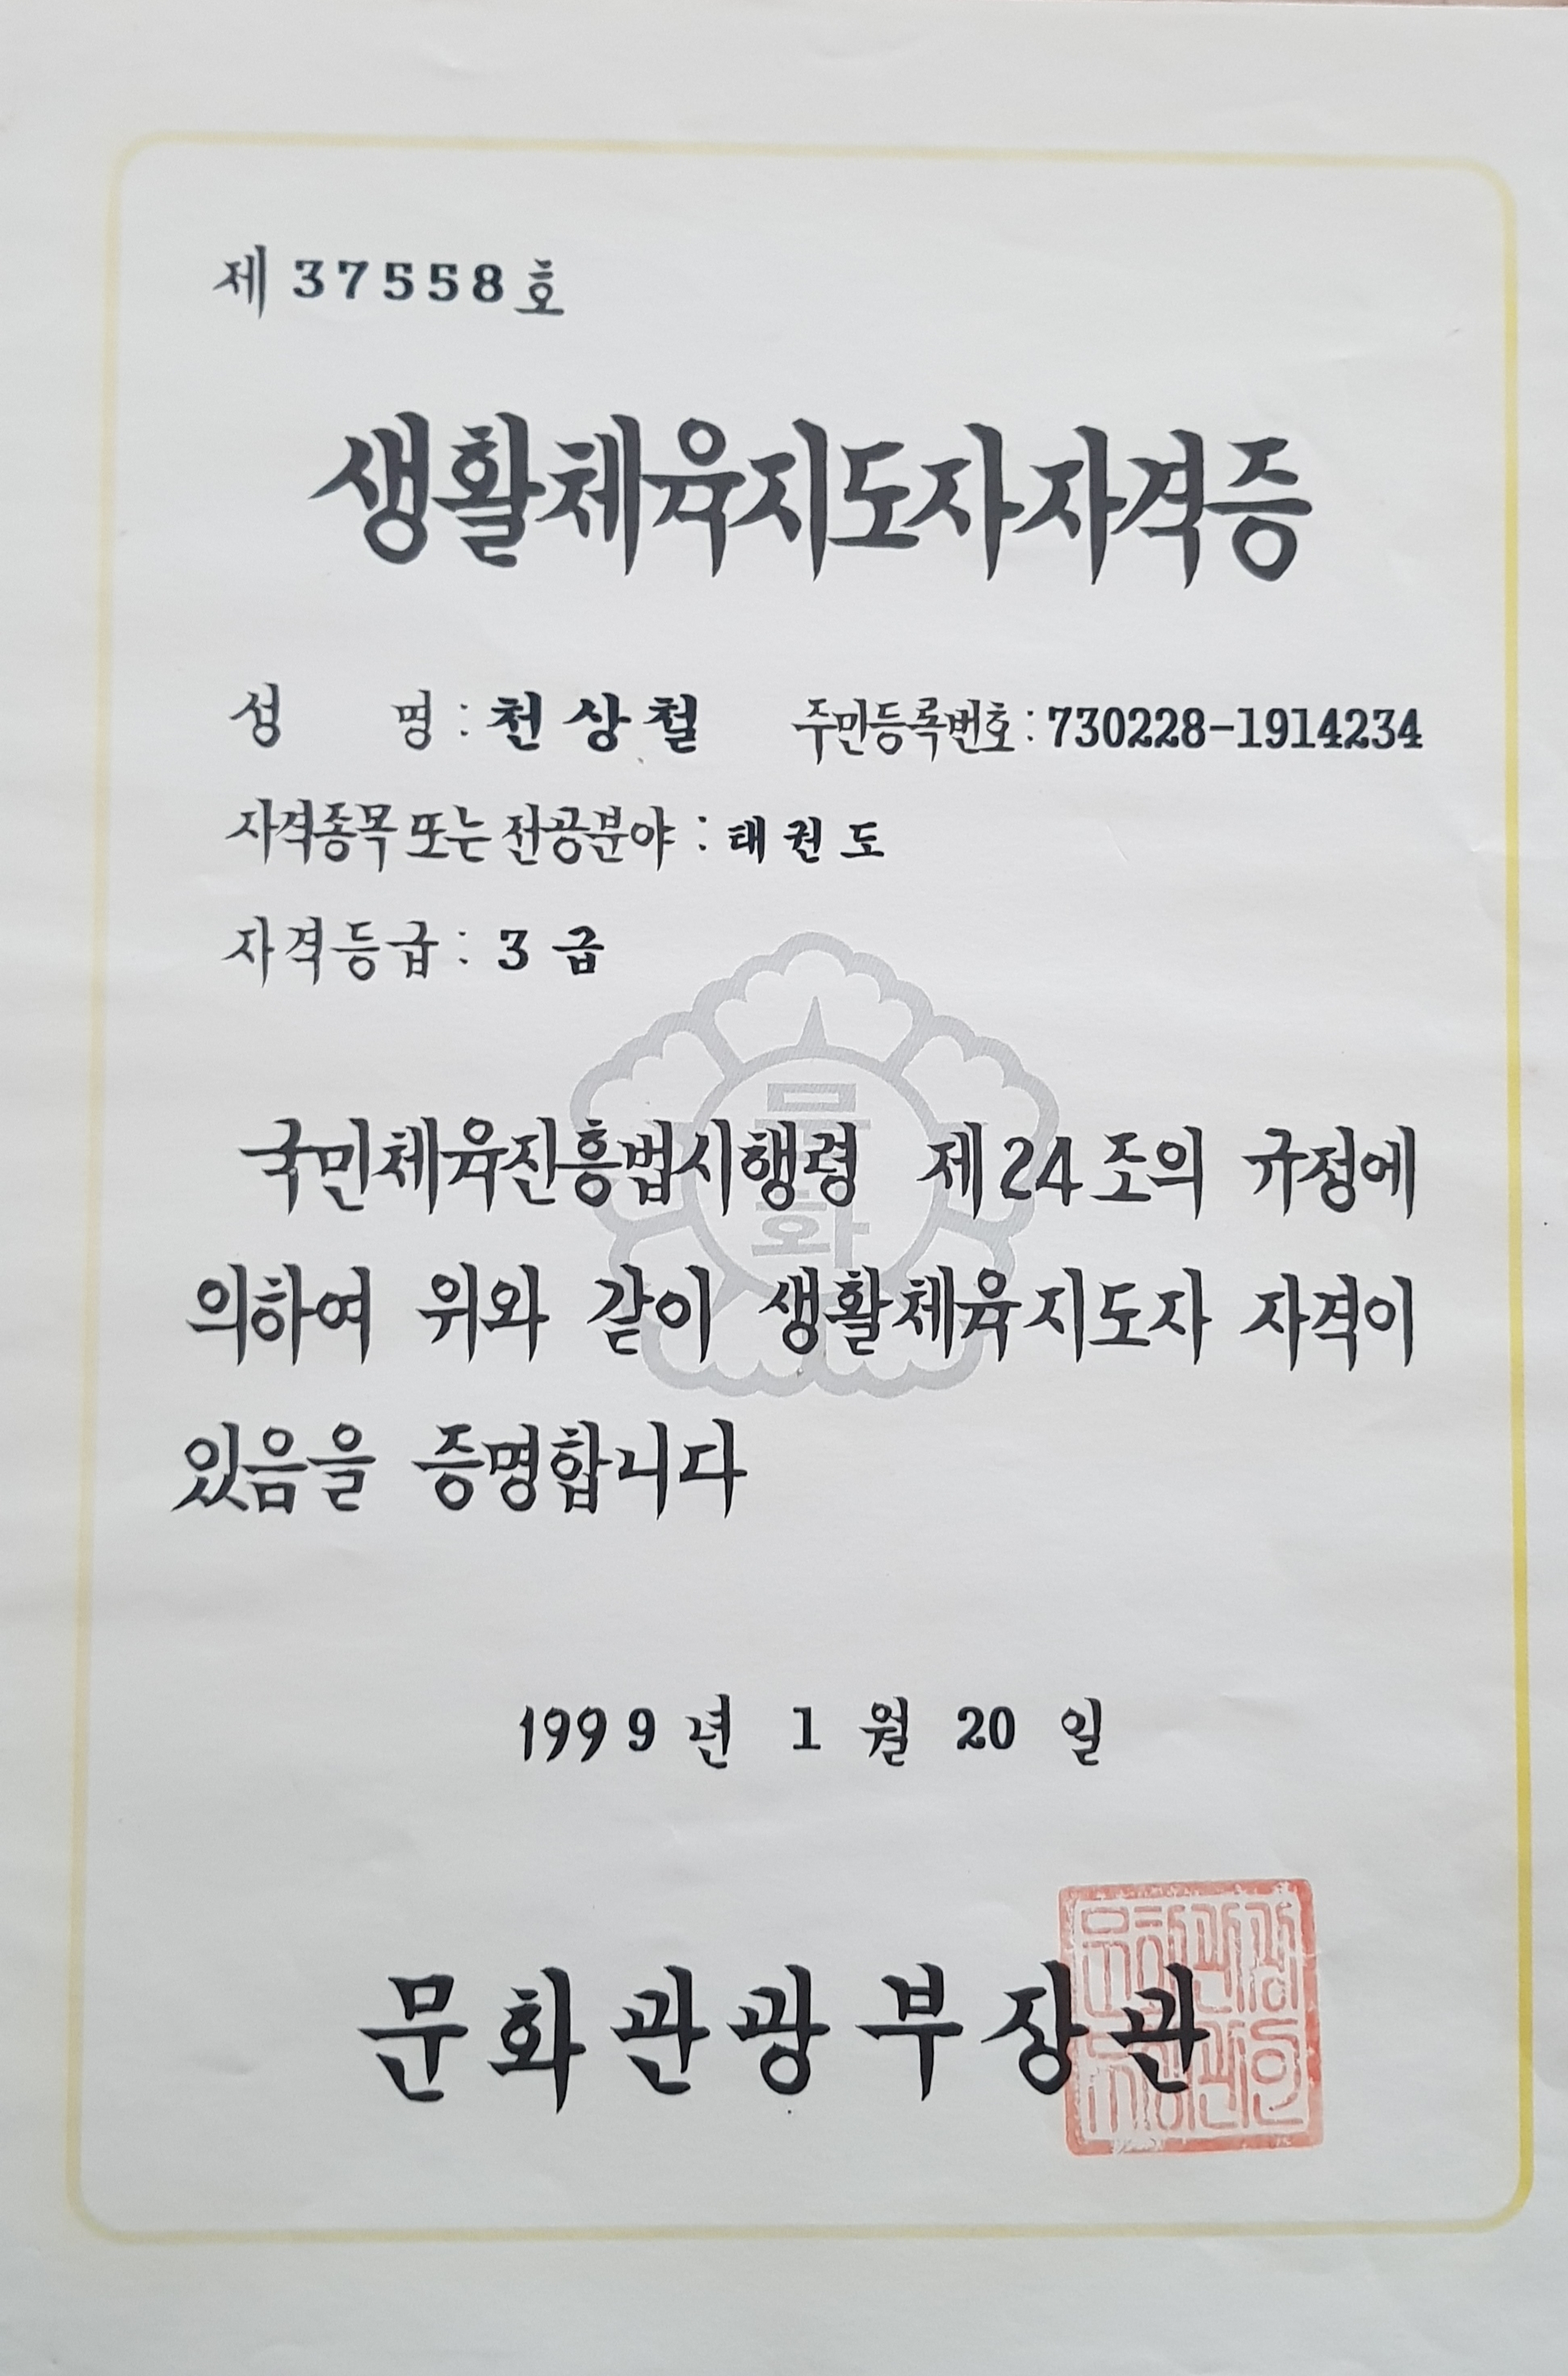 제 37558 호
생활체육지도자자격증
성 명 : 천 상 철 주민등록번호 : 730228-1914234
자격종목 또는 전공분야 : 태 권 도
자격등급 : 3 급
문화
국민체육진흥법시행령 제24조의 규정에
의하여 위와 같이 생활체육지도자 자격이
있음을 증명합니다
1999 년 1 월 20 일
문화관광부장관